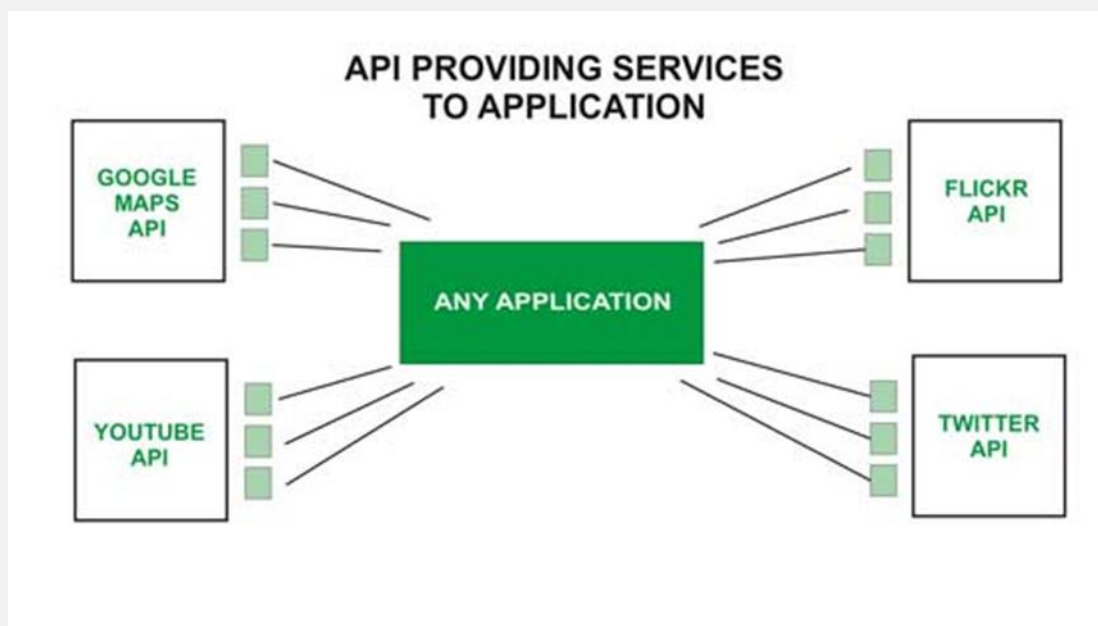 API PROVIDING SERVICES
TO APPLICATION
GOOGLE
MAPS
API
FLICKR
API
ANY APPLICATION
YOUTUBE
API
TWITTER
API